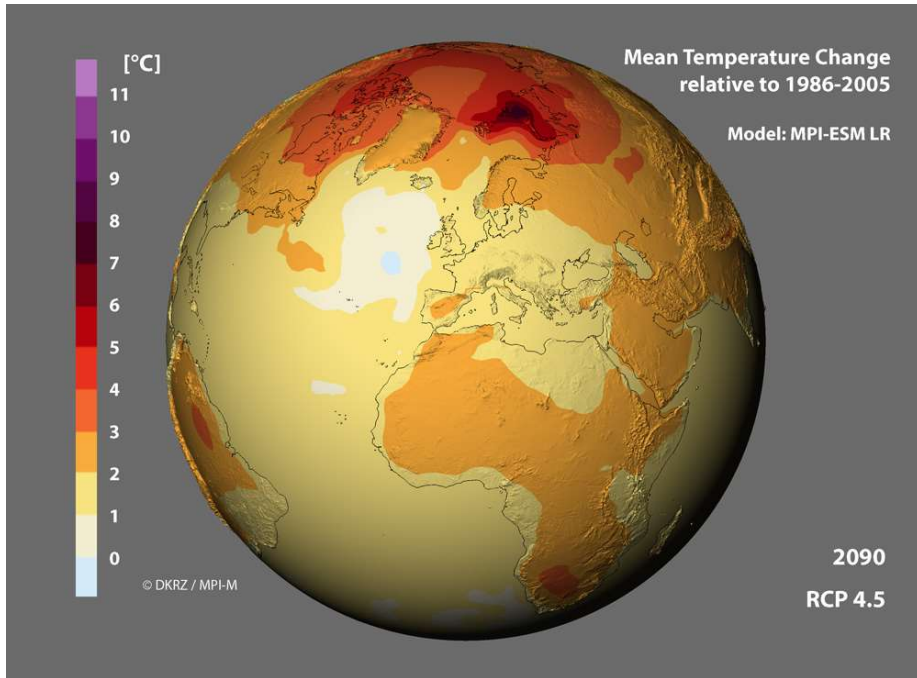 [°C]
11
10
9
8
7
6
5
4
3
2
1
0
Mean Temperature Change
relative to 1986-2005
Model: MPI-ESM LR
© DKRZ / MPI-M
2090
RCP 4.5